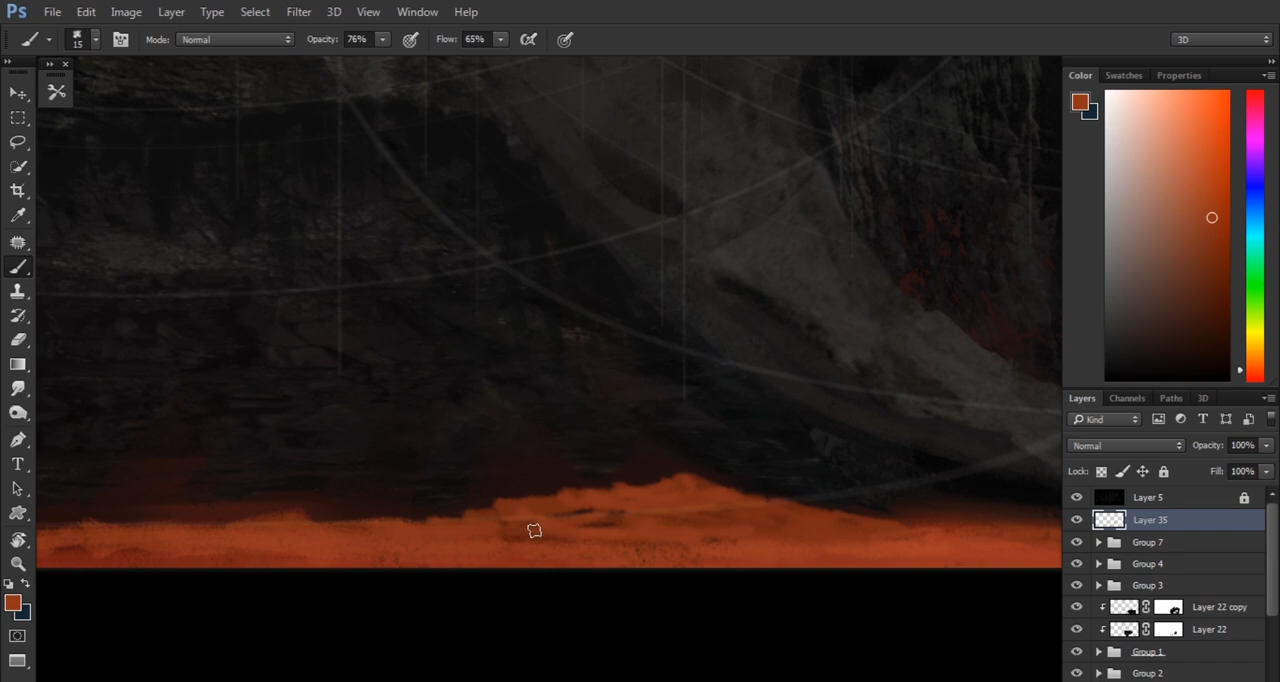 Ps File Edit Image Layer Type Select Filter 3D View Window Help
15 Mode: Normal Opacity: 76% Flow: 65% 3D
Color Swatches Properties
Layers Channels Paths 3D
Kind
Normal Opacity: 100%
Lock: Fill: 100%
Layer 5
Layer 35
Group 7
Group 4
Group 3
Layer 22 copy
Layer 22
Group 1
Group 2